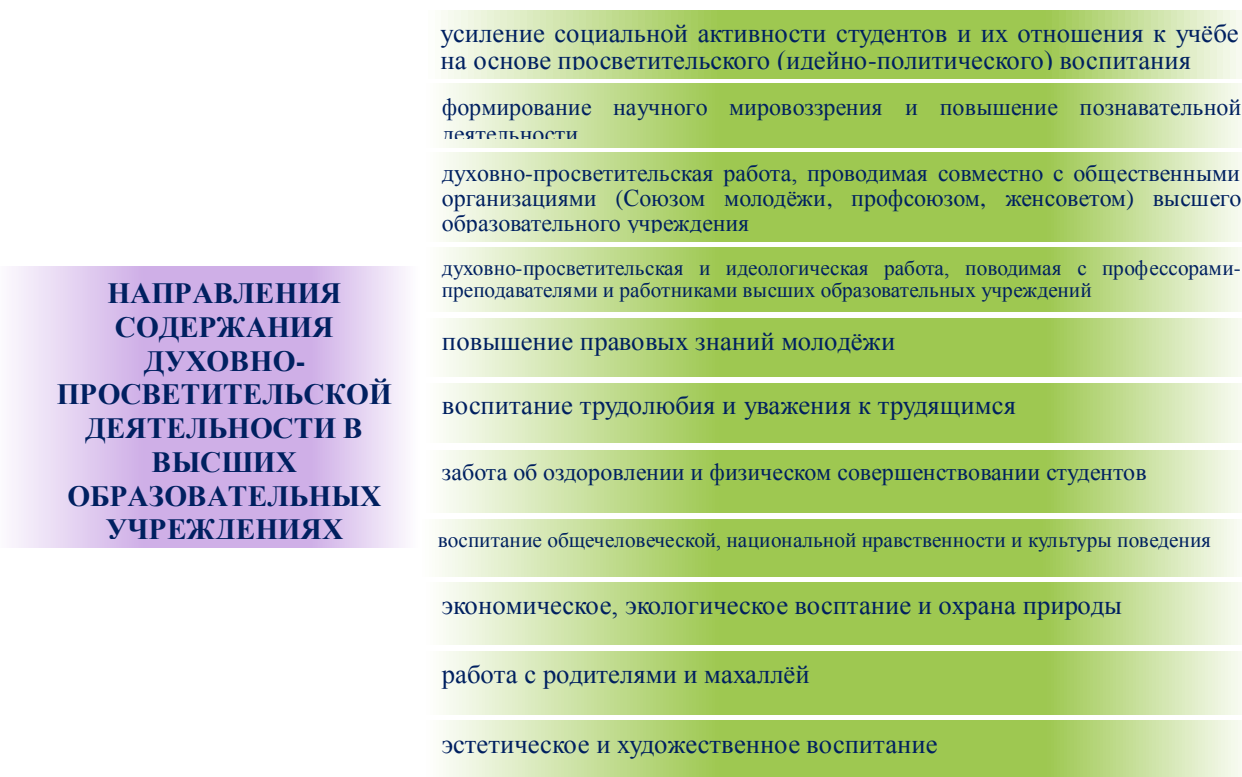 усиление социальной активности студентов и их отношения к учёбе
на основе просветительского (идейно-политического) воспитания
формирование научного мировоззрения и повышение познавательной
деятельности
духовно-просветительская работа, проводимая совместно с общественными
организациями (Союзом молодёжи, профсоюзом, женсоветом) высшего
образовательного учреждения
НАПРАВЛЕНИЯ
СОДЕРЖАНИЯ
ДУХОВНО-
ПРОСВЕТИТЕЛЬСКОЙ
ДЕЯТЕЛЬНОСТИ В
ВЫСШИХ
ОБРАЗОВАТЕЛЬНЫХ
УЧРЕЖДЕНИЯХ
духовно-просветительская и идеологическая работа, поводимая с профессорами-
преподавателями и работниками высших образовательных учреждений
повышение правовых знаний молодёжи
воспитание трудолюбия и уважения к трудящимся
забота об оздоровлении и физическом совершенствовании студентов
воспитание общечеловеческой, национальной нравственности и культуры поведения
экономическое, экологическое восптание и охрана природы
работа с родителями и махаллёй
эстетическое и художественное воспитание